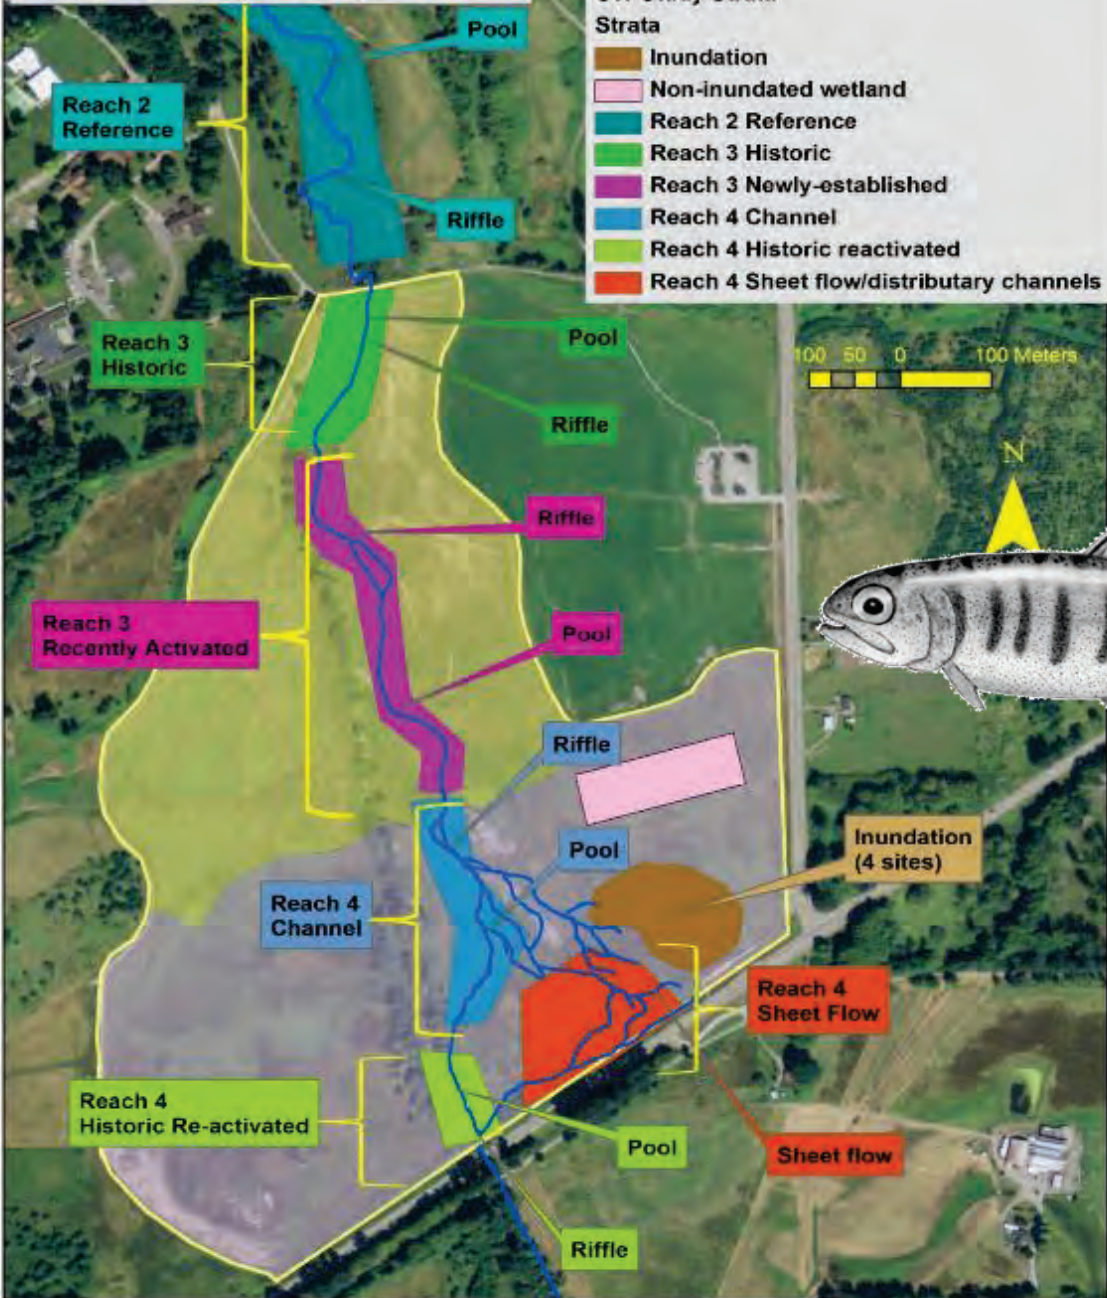 Strata
Inundation
Non-inundated wetland
Reach 2 Reference
Reach 3 Historic
Reach 3 Newly-established
Reach 4 Channel
Reach 4 Historic reactivated
Reach 4 Sheet flow/distributary channels
Pool
Reach 2
Reference
Riffle
Reach 3
Historic
Pool
100 50 0 100 Meters
Riffle
N
Riffle
Reach 3
Recently Activated
Pool
Riffle
Pool
Inundation
(4 sites)
Reach 4
Channel
Reach 4
Sheet Flow
Reach 4
Historic Re-activated
Pool
Sheet flow
Riffle